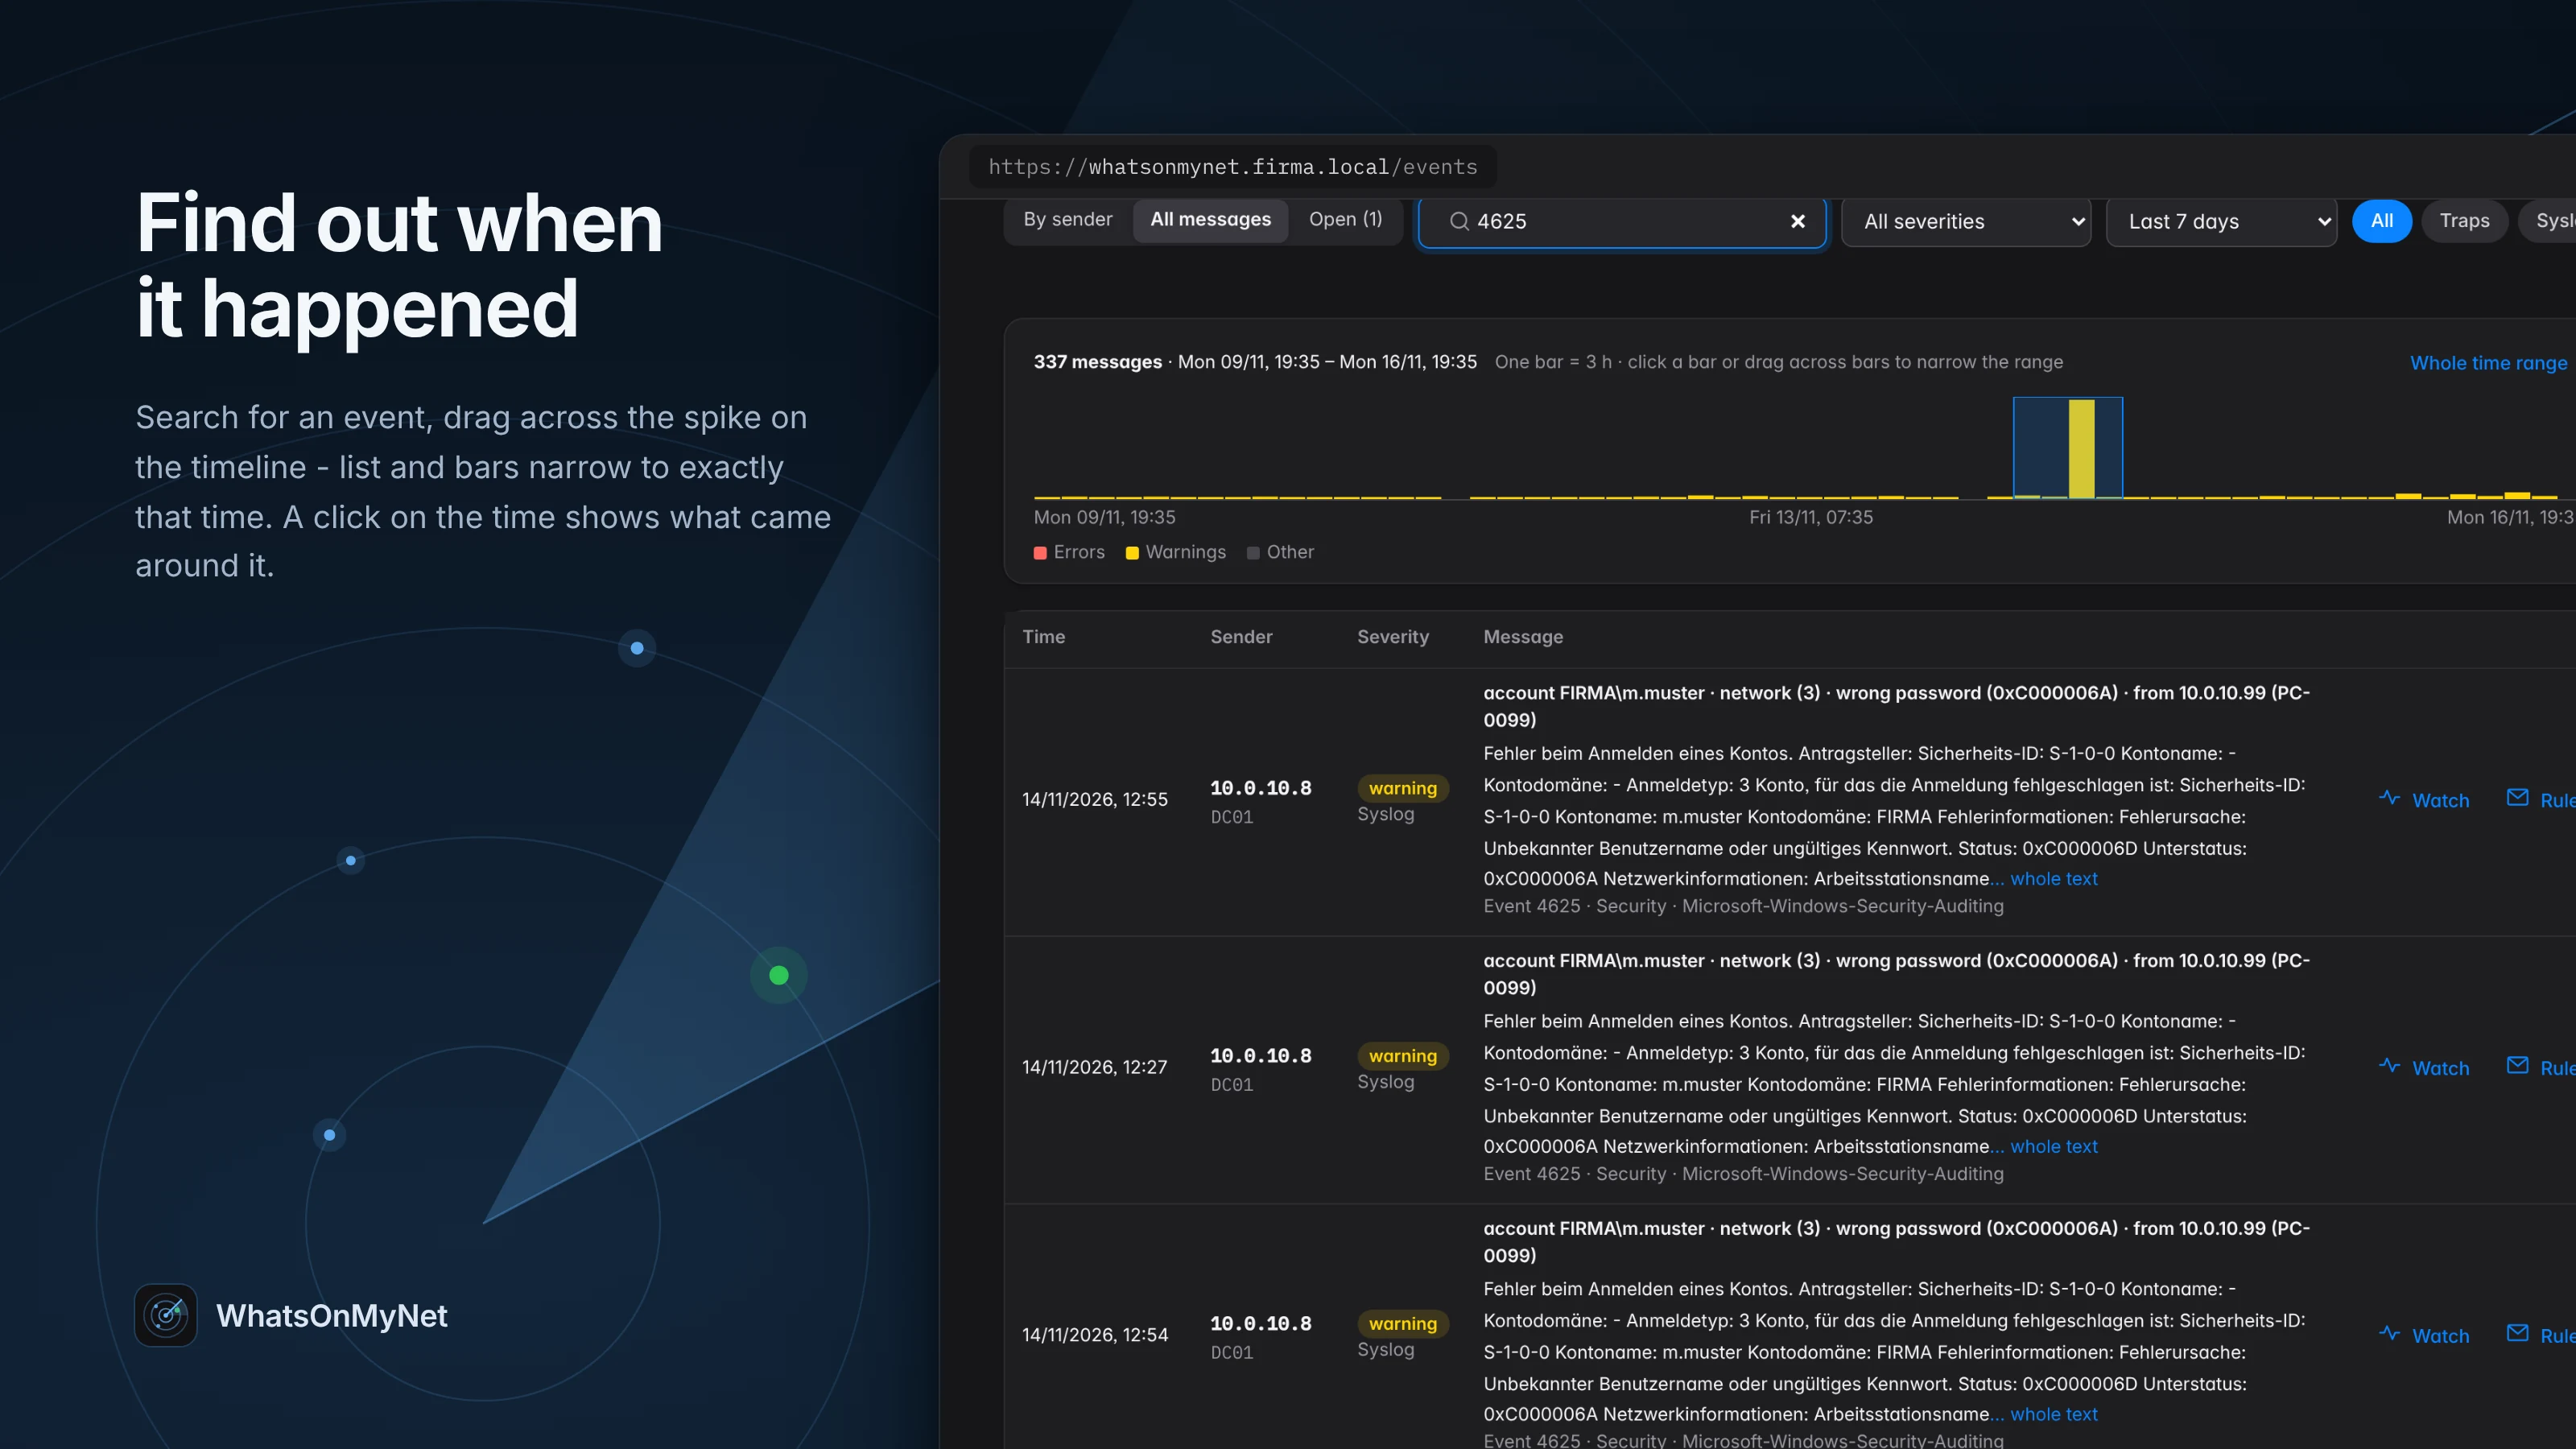 Find out when
it happened
Search for an event, drag across the spike on
the timeline - list and bars narrow to exactly
that time. A click on the time shows what came
around it.
WhatsOnMyNet
https://whatsonmynet.firma.local/events
By sender All messages Open (1) 4625 All severities Last 7 days All Traps Sysl
337 messages · Mon 09/11, 19:35 – Mon 16/11, 19:35 One bar = 3 h · click a bar or drag across bars to narrow the range Whole time range
Mon 09/11, 19:35 Fri 13/11, 07:35 Mon 16/11, 19:3
Errors Warnings Other
Time Sender Severity Message
account FIRMA\m.muster · network (3) · wrong password (0xC000006A) · from 10.0.10.99 (PC-
0099)
Fehler beim Anmelden eines Kontos. Antragsteller: Sicherheits-ID: S-1-0-0 Kontoname: -
Kontodomäne: - Anmeldetyp: 3 Konto, für das die Anmeldung fehlgeschlagen ist: Sicherheits-ID:
14/11/2026, 12:55 10.0.10.8 DC01 warning Syslog S-1-0-0 Kontoname: m.muster Kontodomäne: FIRMA Fehlerinformationen: Fehlerursache: Watch Rule
Unbekannter Benutzername oder ungültiges Kennwort. Status: 0xC000006D Unterstatus:
0xC000006A Netzwerkinformationen: Arbeitsstationsname... whole text
Event 4625 · Security · Microsoft-Windows-Security-Auditing
account FIRMA\m.muster · network (3) · wrong password (0xC000006A) · from 10.0.10.99 (PC-
0099)
Fehler beim Anmelden eines Kontos. Antragsteller: Sicherheits-ID: S-1-0-0 Kontoname: -
Kontodomäne: - Anmeldetyp: 3 Konto, für das die Anmeldung fehlgeschlagen ist: Sicherheits-ID:
14/11/2026, 12:27 10.0.10.8 DC01 warning Syslog S-1-0-0 Kontoname: m.muster Kontodomäne: FIRMA Fehlerinformationen: Fehlerursache: Watch Rule
Unbekannter Benutzername oder ungültiges Kennwort. Status: 0xC000006D Unterstatus:
0xC000006A Netzwerkinformationen: Arbeitsstationsname... whole text
Event 4625 · Security · Microsoft-Windows-Security-Auditing
account FIRMA\m.muster · network (3) · wrong password (0xC000006A) · from 10.0.10.99 (PC-
0099)
Fehler beim Anmelden eines Kontos. Antragsteller: Sicherheits-ID: S-1-0-0 Kontoname: -
Kontodomäne: - Anmeldetyp: 3 Konto, für das die Anmeldung fehlgeschlagen ist: Sicherheits-ID:
14/11/2026, 12:54 10.0.10.8 DC01 warning Syslog S-1-0-0 Kontoname: m.muster Kontodomäne: FIRMA Fehlerinformationen: Fehlerursache: Watch Rule
Unbekannter Benutzername oder ungültiges Kennwort. Status: 0xC000006D Unterstatus:
0xC000006A Netzwerkinformationen: Arbeitsstationsname... whole text
Event 4625 · Security · Microsoft-Windows-Security-Auditing